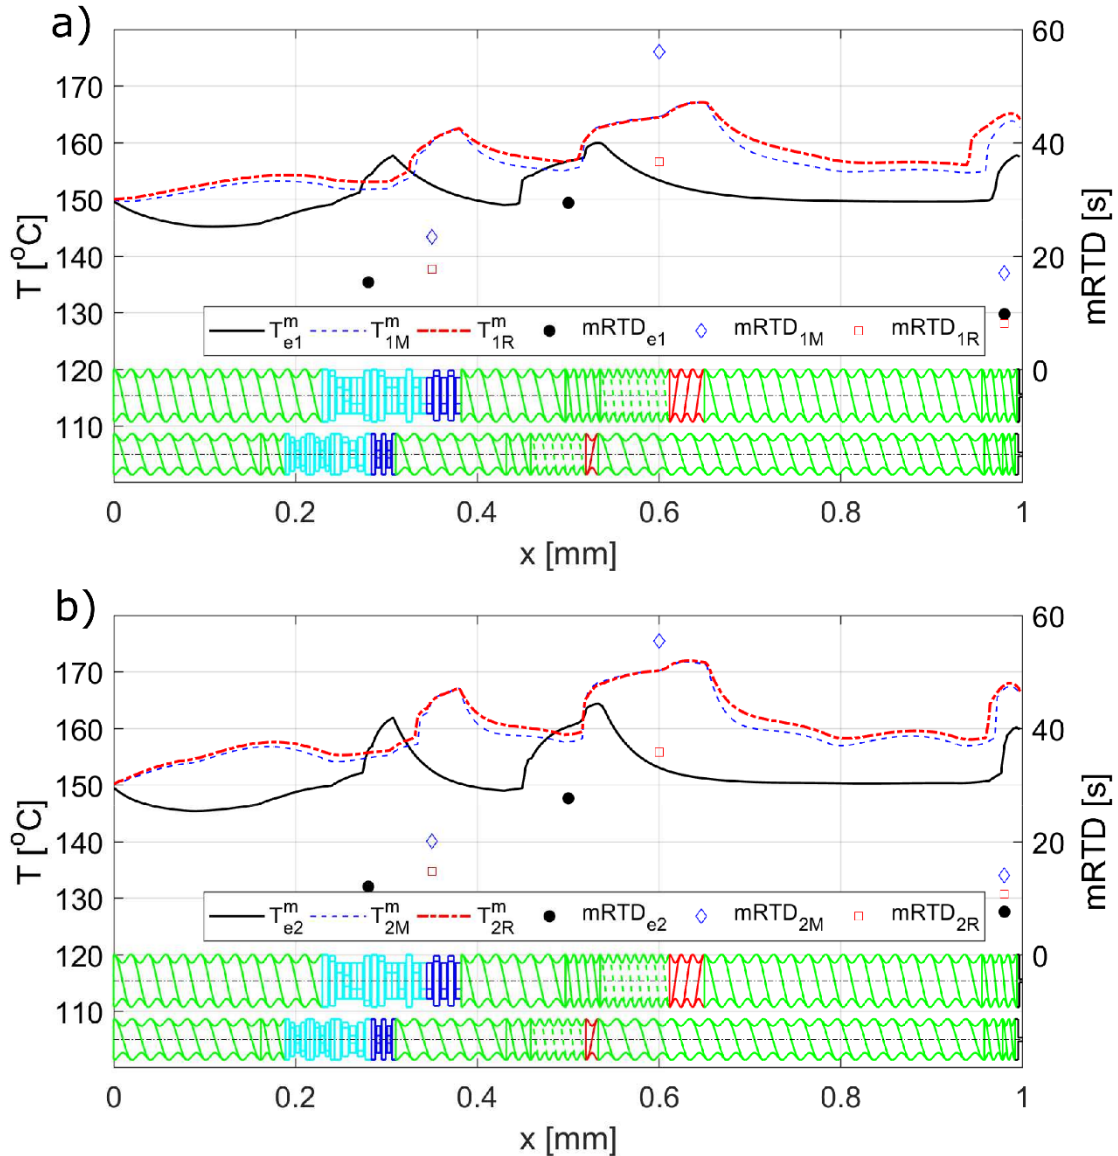 a)
60
170
160
40
150
140
20
130
120
0
110
T [°C]
mRTD [s]
T^m_e1 T^m_1M T^m_1R mRTD_e1 mRTD_1M mRTD_1R
0 0.2 0.4 0.6 0.8 1
x [mm]
b)
60
170
160
40
150
140
20
130
120
0
110
T [°C]
mRTD [s]
T^m_e2 T^m_2M T^m_2R mRTD_e2 mRTD_2M mRTD_2R
0 0.2 0.4 0.6 0.8 1
x [mm]